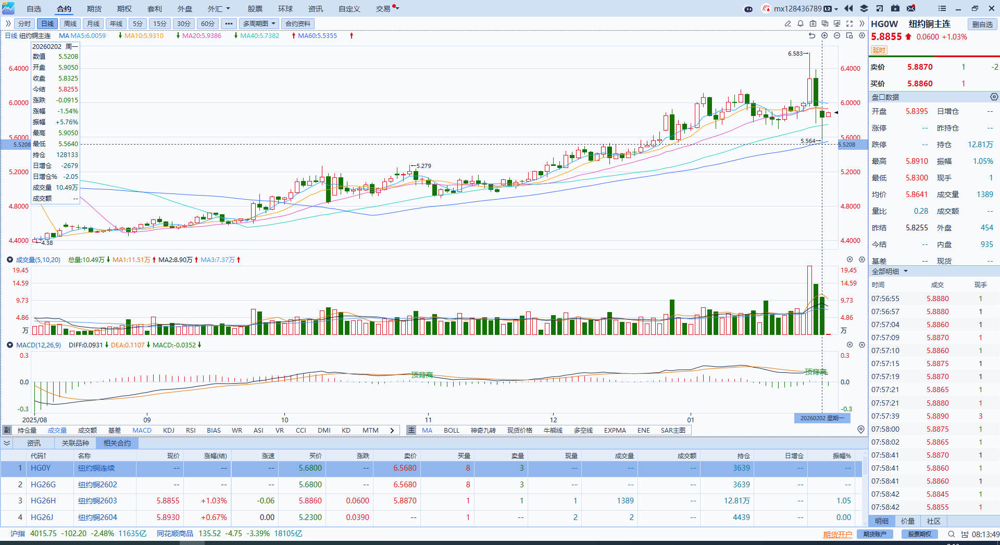 自选 合约 期货 期权 套利 外盘 外汇 股票 环球 资讯 自定义 交易 mx128436789 L2
分时 日线 周线 月线 年线 5分 15分 30分 60分 ••• 多周期图 合约资料
日线 纽约铜主连 MA MA5:6.0059 MA10:5.9310 MA20:5.9386 MA40:5.7382 MA60:5.5355
20260202 周一
数值 5.5208
开盘 5.9050
收盘 5.8325
今结 5.8255
涨跌 -0.0915
涨幅 -1.54%
振幅 +5.76%
最高 5.9050
最低 5.5640
持仓 128133
日增仓 -2679
日增仓% -2.05
成交量 10.49万
成交额 --
6.4000 6.4000
6.0000 6.0000
5.6000 5.6000
5.5208 5.5208
5.2000 5.2000
4.8000 4.8000
4.4000 4.4000
6.583
5.564
5.279
4.38
成交量(5,10,20) 总量:10.49万 MA1:11.51万 MA2:8.90万 MA3:7.37万
19.45 19.45
14.59 14.59
9.73 9.73
4.86 4.86
万 万
MACD(12,26,9) DIFF:0.0931 DEA:0.1107 MACD:-0.0352
0.3 0.3
顶背离 顶背离
0.0 0.0
-0.3 -0.3
2025/08 09 10 11 12 01 20260202 星期一
副 持仓量 成交量 成交额 基差 MACD KDJ RSI BIAS WR ASI VR CCI DMI KD MTM 主 MA BOLL 神奇九转 现货价格 牛熊线 多空线 EXPMA ENE SAR主图
资讯 关联品种 相关合约
代码↑ 名称 现价 涨幅(结) 涨速 买价 涨跌 卖价 买量 卖量 现量 成交量 成交额 持仓 日增仓 振幅%
1 HG0Y 纽约铜连续 -- -- -- 5.6800 -- 6.5680 8 3 -- -- -- 3639 -- --
2 HG26G 纽约铜2602 -- -- -- 5.6800 -- 6.5680 8 3 -- -- -- 3639 -- --
3 HG26H 纽约铜2603 5.8855 +1.03% -0.06 5.8860 0.0600 5.8870 1 1 1 1389 -- 12.81万 -- 1.05
4 HG26J 纽约铜2604 5.8930 +0.67% 0.00 5.2300 0.0390 -- 1 -- 2 2 -- 4439 -- 0.00
沪指 4015.75 -102.20 -2.48% 11635亿 同花顺商品 135.52 -4.75 -3.39% 18105亿
期货开户 期货账户 股票期权 08:13:49
HG0W 纽约铜主连 删自选
5.8855 0.0600 +1.03%
延时
卖价 5.8870 1 -2
买价 5.8860 1
盘口数据
开盘 5.8395 日增仓 --
涨停 -- 昨持仓 --
跌停 -- 持仓 12.81万
最高 5.8910 振幅 1.05%
最低 5.8300 现手 1
均价 5.8641 成交量 1389
量比 0.28 成交额 --
昨结 5.8255 外盘 454
今结 -- 内盘 935
基差 -- 现货 --
全部明细
时间 成交 现手
07:56:55 5.8880 1
07:56:57 5.8880 1
07:57:04 5.8860 1
07:57:09 5.8870 1
07:57:10 5.8860 1
07:57:15 5.8875 1
07:57:19 5.8870 1
07:57:21 5.8865 1
07:57:21 5.8880 1
07:57:39 5.8890 3
07:58:00 5.8875 1
07:58:02 5.8865 1
07:58:41 5.8870 1
07:58:41 5.8860 1
07:58:41 5.8860 1
07:58:42 5.8845 1
07:58:42 5.8855 1
明细 价量 社区